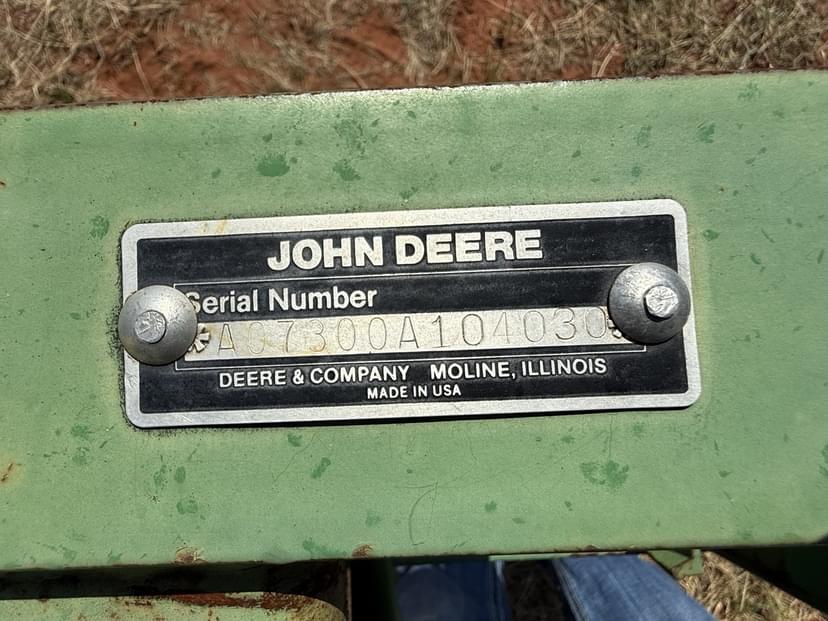 JOHN DEERE
Serial Number
*A07300A104030*
DEERE & COMPANY MOLINE, ILLINOIS
MADE IN USA